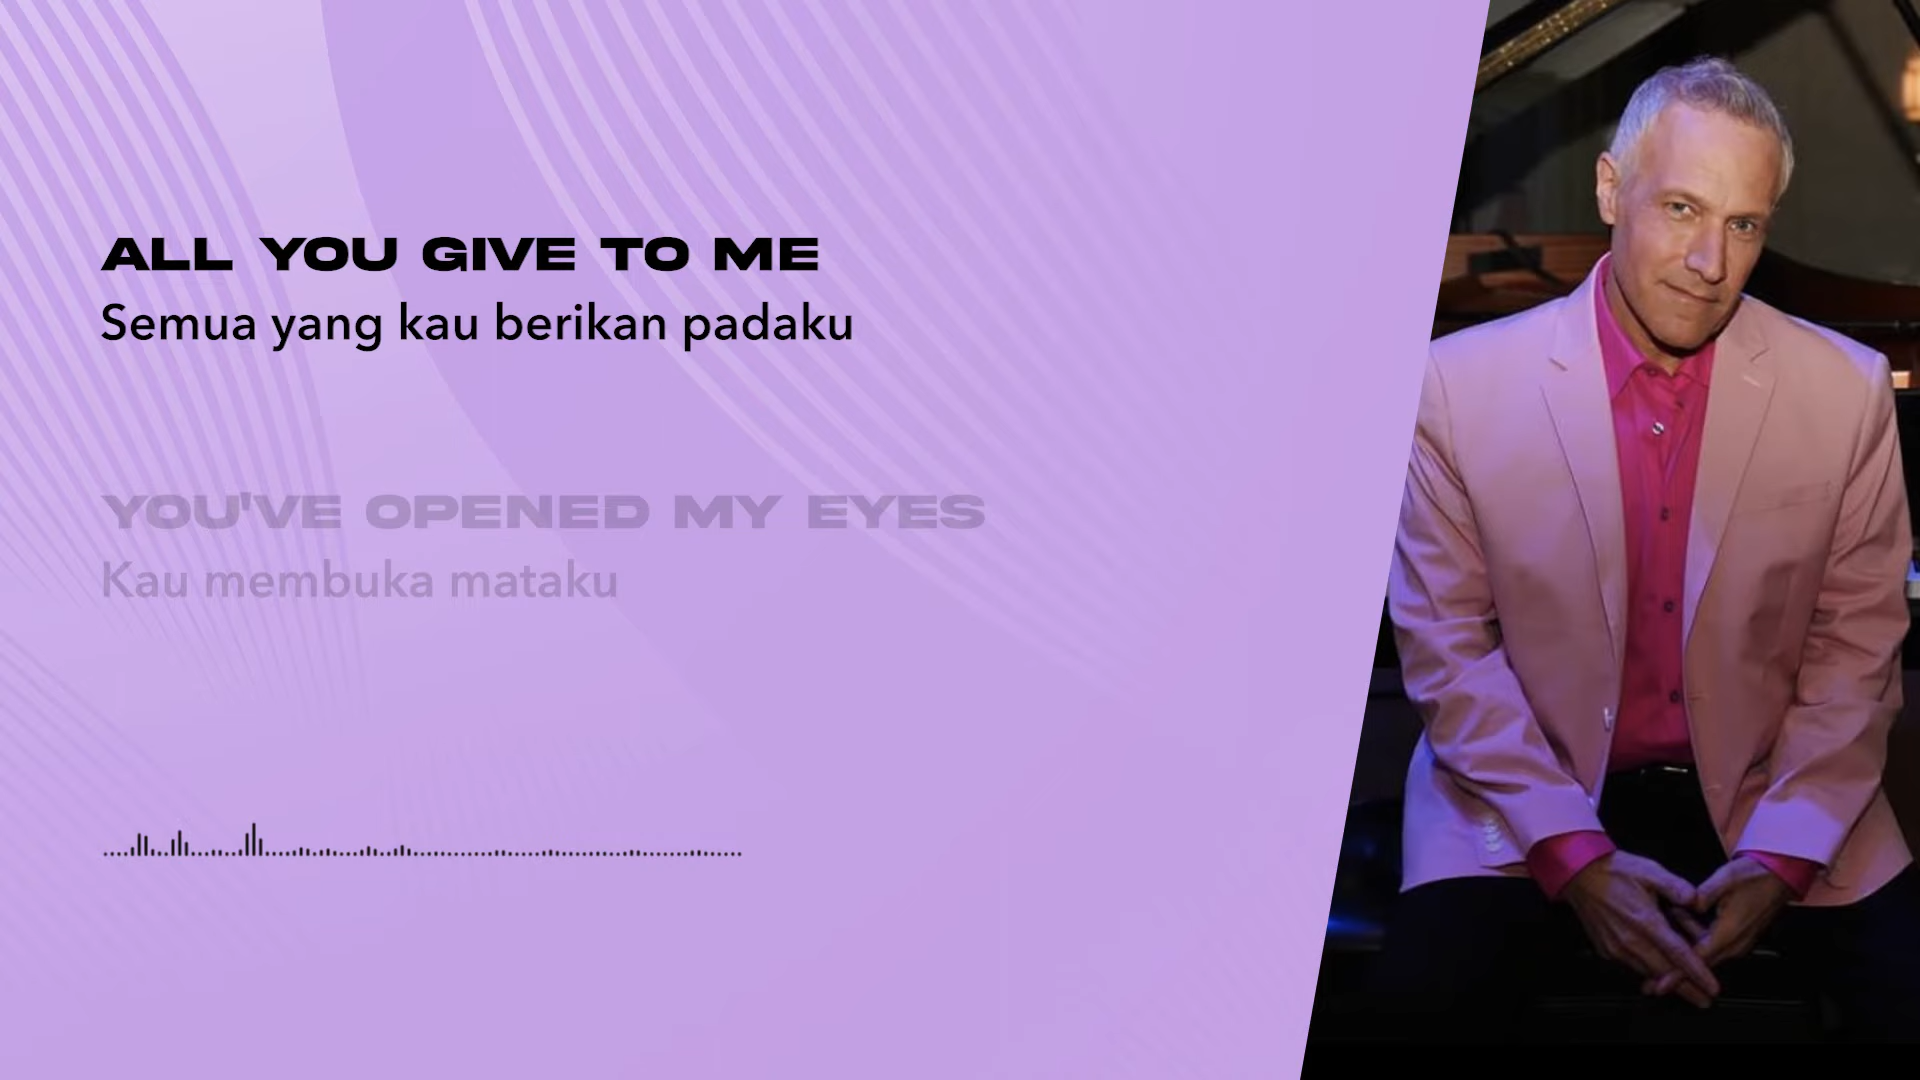 ALL YOU GIVE TO ME
Semua yang kau berikan padaku
YOU'VE OPENED MY EYES
Kau membuka mataku